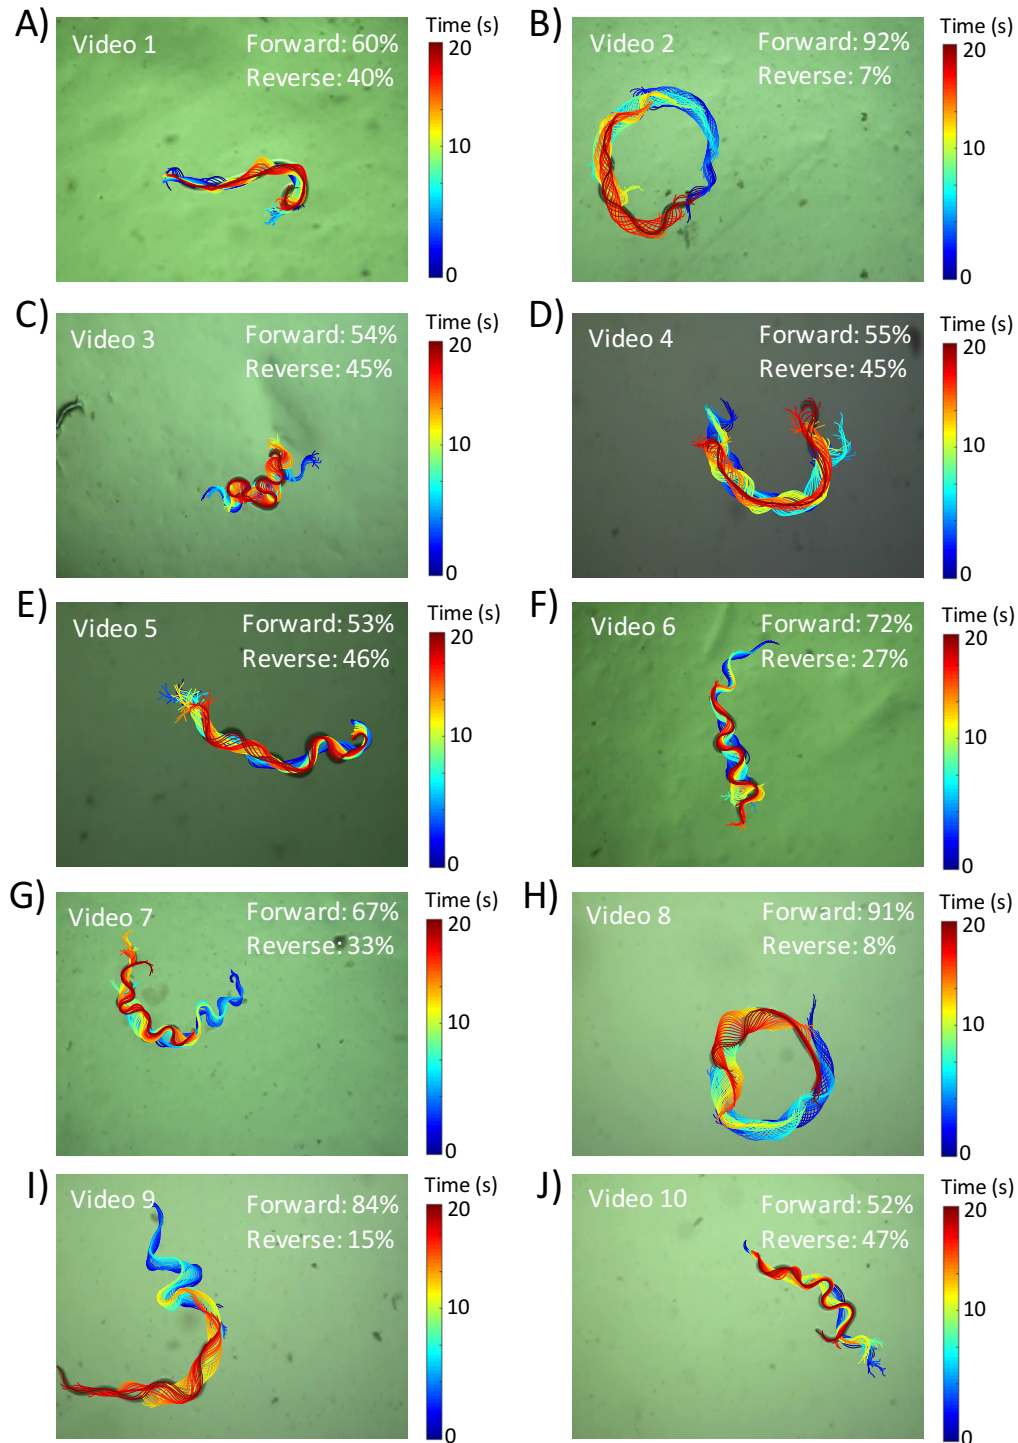 A)
Video 1
Forward: 60%
Reverse: 40%
Time (s)
20
10
0
B)
Video 2
Forward: 92%
Reverse: 7%
Time (s)
20
10
0
C)
Video 3
Forward: 54%
Reverse: 45%
Time (s)
20
10
0
D)
Video 4
Forward: 55%
Reverse: 45%
Time (s)
20
10
0
E)
Video 5
Forward: 53%
Reverse: 46%
Time (s)
20
10
0
F)
Video 6
Forward: 72%
Reverse: 27%
Time (s)
20
10
0
G)
Video 7
Forward: 67%
Reverse: 33%
Time (s)
20
10
0
H)
Video 8
Forward: 91%
Reverse: 8%
Time (s)
20
10
0
I)
Video 9
Forward: 84%
Reverse: 15%
Time (s)
20
10
0
J)
Video 10
Forward: 52%
Reverse: 47%
Time (s)
20
10
0